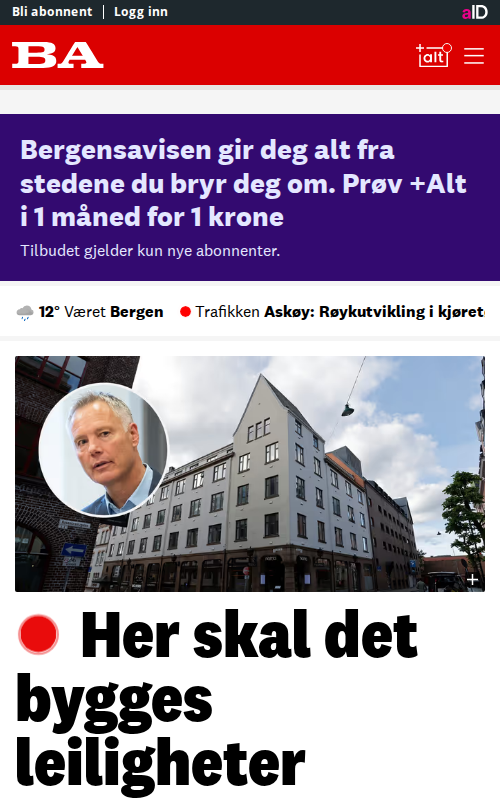 Bli abonnent | Logg inn
aID
BA
+alt
Bergensavisen gir deg alt fra
stedene du bryr deg om. Prøv +Alt
i 1 måned for 1 krone
Tilbudet gjelder kun nye abonnenter.
12° Været Bergen Trafikken Askøy: Røykutvikling i kjøret
+
Her skal det
bygges
leiligheter